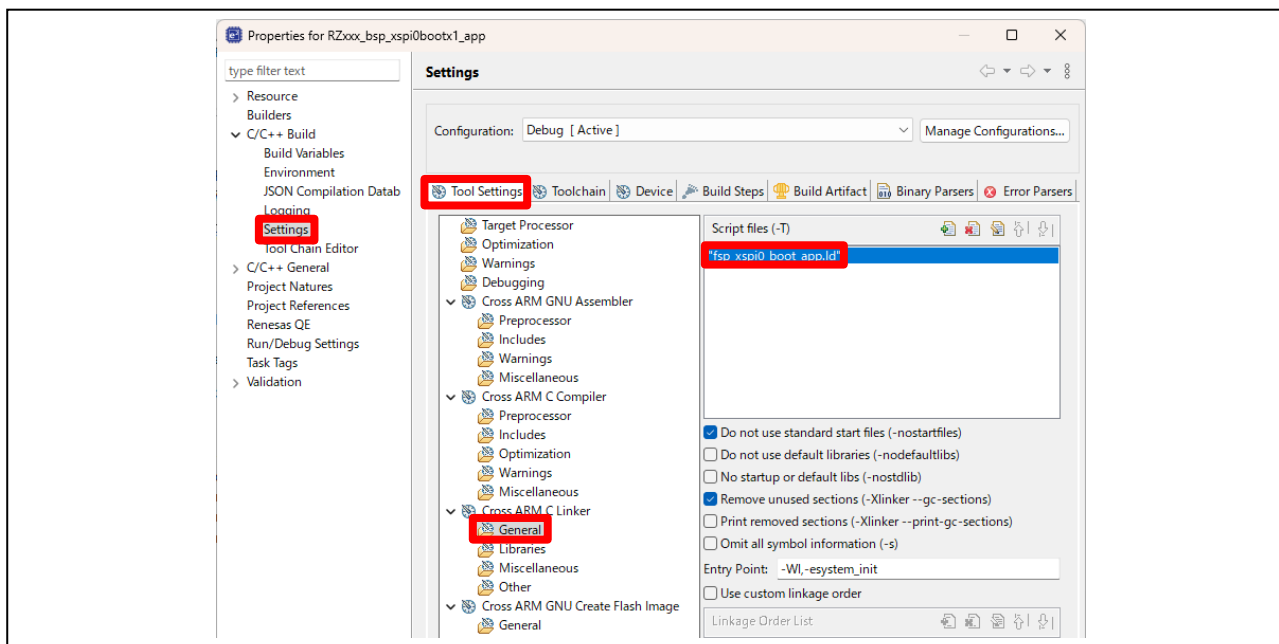 Properties for RZxxx_bsp_xspi0bootx1_app
type filter text
Resource
Builders
C/C++ Build
Build Variables
Environment
JSON Compilation Datab
Logging
Settings
Tool Chain Editor
C/C++ General
Project Natures
Project References
Renesas QE
Run/Debug Settings
Task Tags
Validation
Settings
Configuration: Debug [ Active ] Manage Configurations...
Tool Settings Toolchain Device Build Steps Build Artifact Binary Parsers Error Parsers
Target Processor
Optimization
Warnings
Debugging
Cross ARM GNU Assembler
Preprocessor
Includes
Warnings
Miscellaneous
Cross ARM C Compiler
Preprocessor
Includes
Optimization
Warnings
Miscellaneous
Cross ARM C Linker
General
Libraries
Miscellaneous
Other
Cross ARM GNU Create Flash Image
General
Script files (-T)
"fsp_xspi0_boot_app.ld"
Do not use standard start files (-nostartfiles)
Do not use default libraries (-nodefaultlibs)
No startup or default libs (-nostdlib)
Remove unused sections (-Xlinker --gc-sections)
Print removed sections (-Xlinker --print-gc-sections)
Omit all symbol information (-s)
Entry Point: -Wl,-esystem_init
Use custom linkage order
Linkage Order List